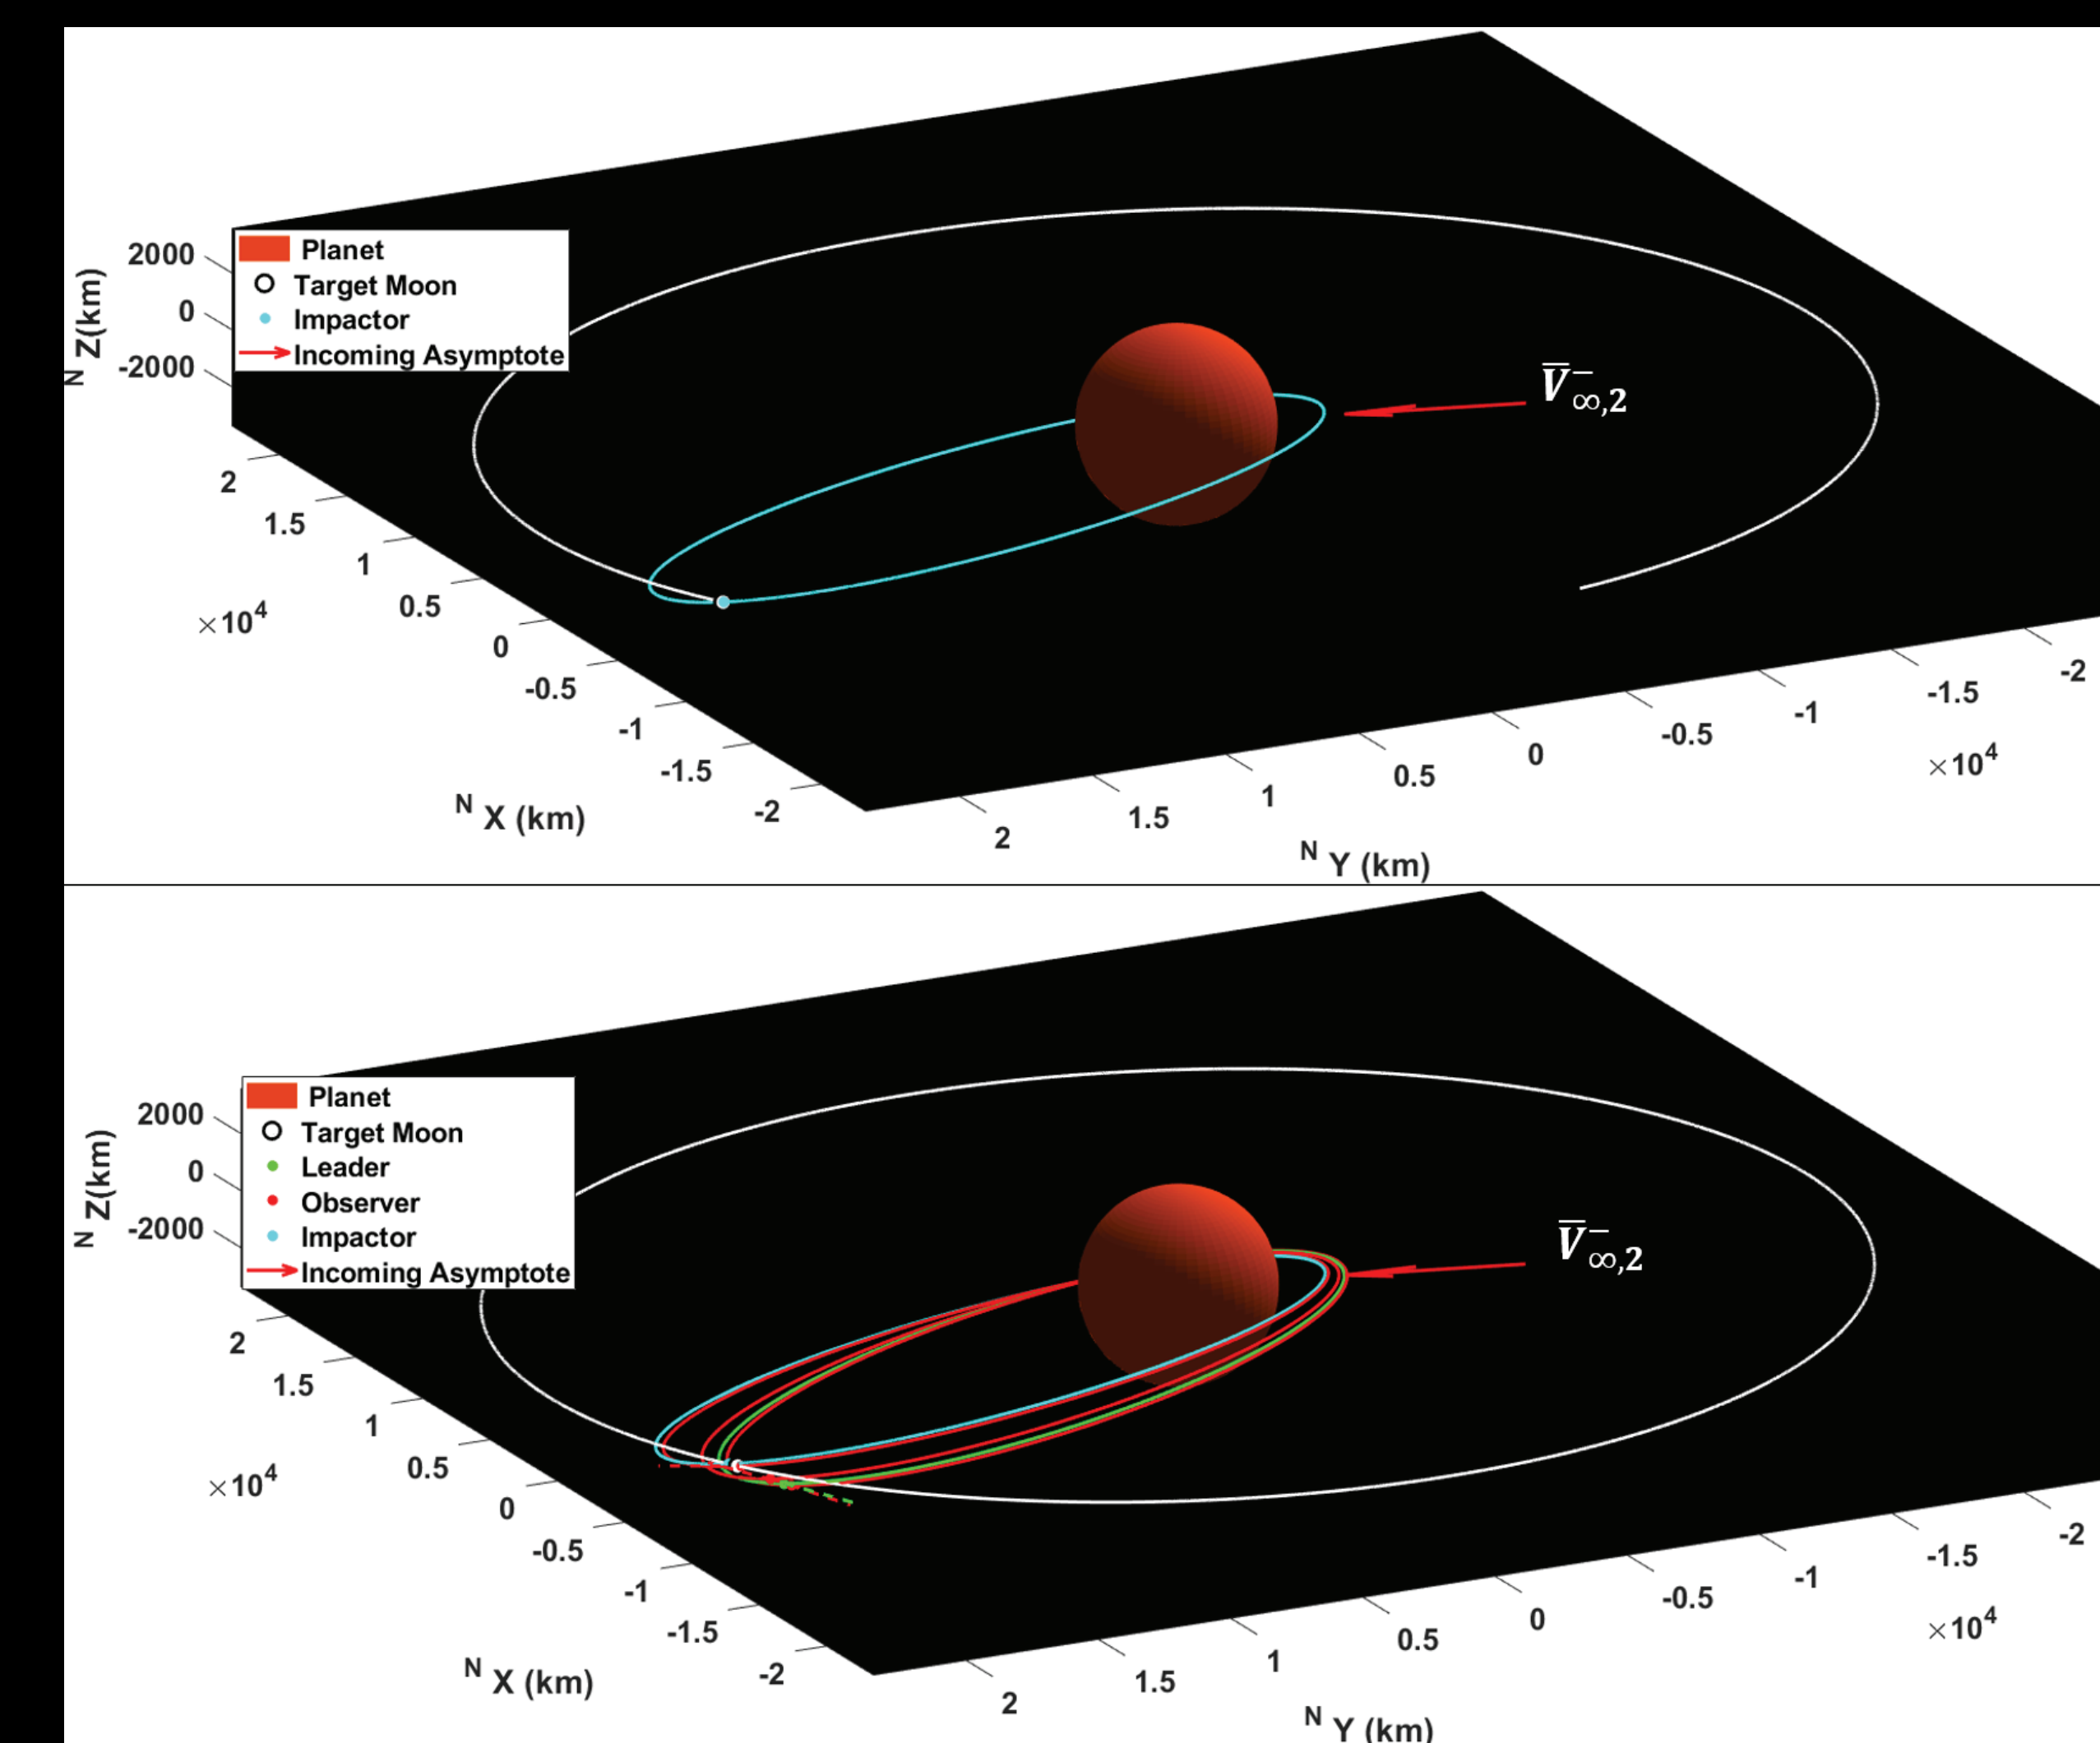 Planet
Target Moon
Impactor
Incoming Asymptote
2000
0
-2000
N Z(km)
V̅⁻∞,2
2
1.5
1
0.5
0
-0.5
-1
-1.5
-2
×10⁴
N X (km)
2
1.5
1
0.5
0
-0.5
-1
-1.5
-2
×10⁴
N Y (km)
Planet
Target Moon
Leader
Observer
Impactor
Incoming Asymptote
2000
0
-2000
N Z(km)
V̅⁻∞,2
2
1.5
1
0.5
0
-0.5
-1
-1.5
-2
×10⁴
N X (km)
2
1.5
1
0.5
0
-0.5
-1
-1.5
-2
×10⁴
N Y (km)